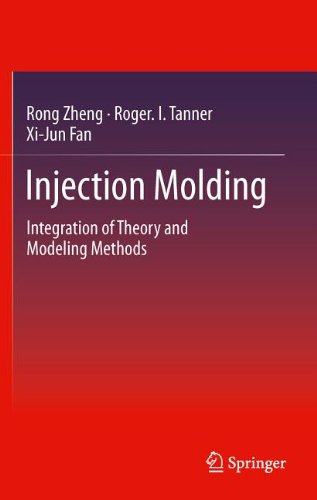 Rong Zheng · Roger. I. Tanner
Xi-Jun Fan
Injection Molding
Integration of Theory and
Modeling Methods
Springer